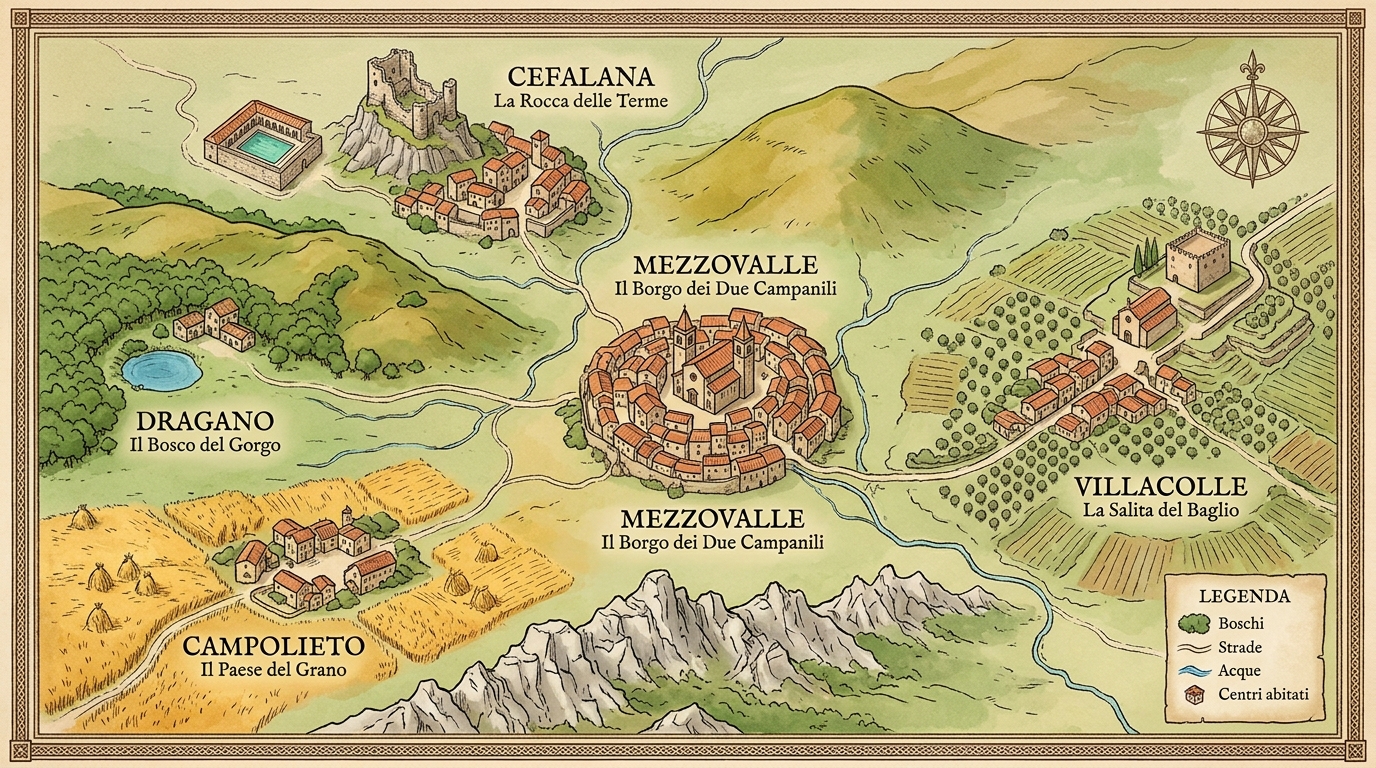 CEFALANA
La Rocca delle Terme
MEZZOVALLE
Il Borgo dei Due Campanili
DRAGANO
Il Bosco del Gorgo
VILLACOLLE
La Salita del Baglio
MEZZOVALLE
Il Borgo dei Due Campanili
CAMPOLIETO
Il Paese del Grano
LEGENDA
Boschi
Strade
Acque
Centri abitati